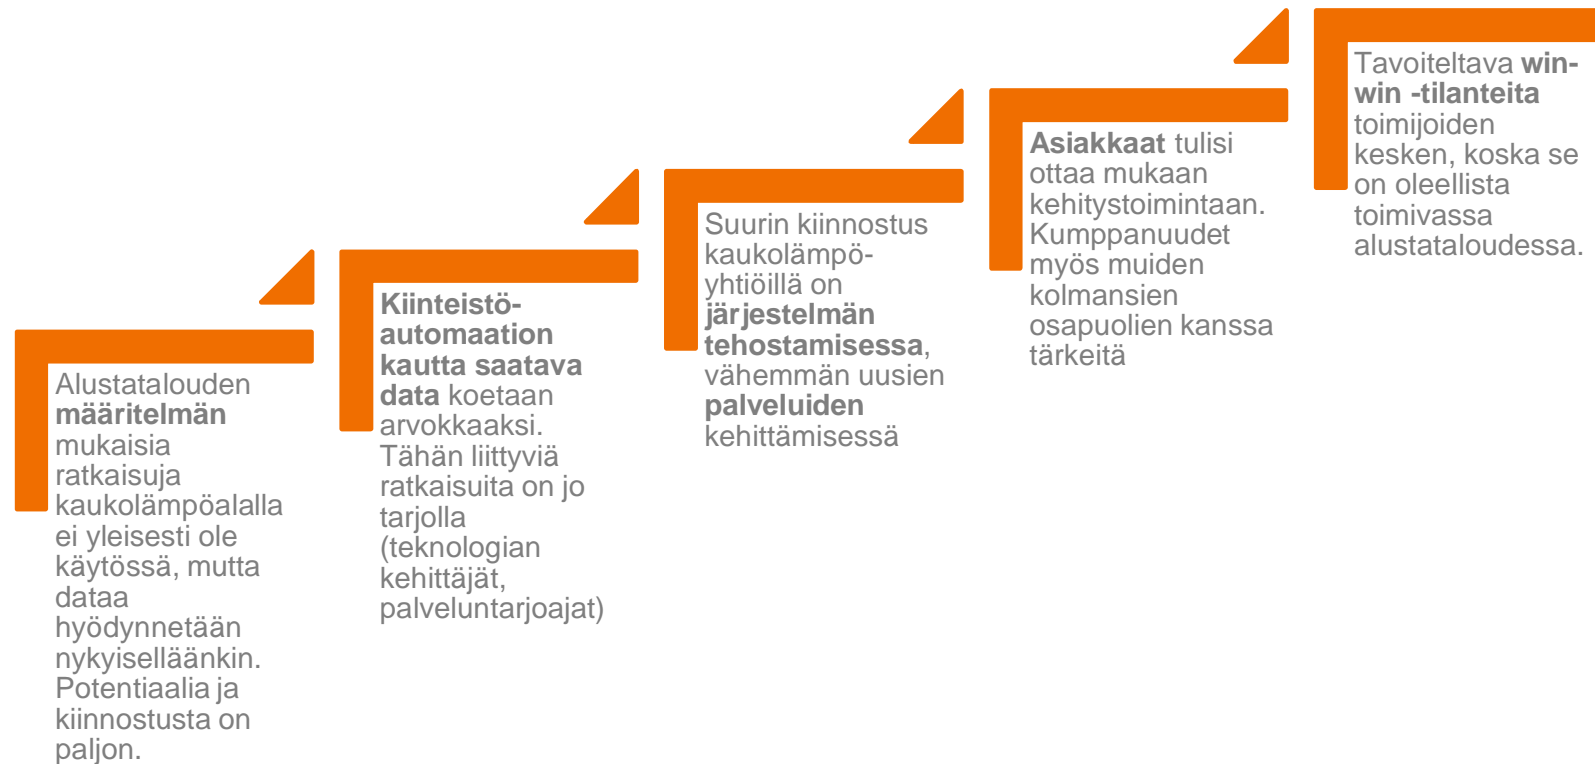 Alustatalouden
määritelmän
mukaisia
ratkaisuja
kaukolämpöalalla
ei yleisesti ole
käytössä, mutta
dataa
hyödynnetään
nykyiselläänkin.
Potentiaalia ja
kiinnostusta on
paljon.
Kiinteistö-
automaation
kautta saatava
data koetaan
arvokkaaksi.
Tähän liittyviä
ratkaisuita on jo
tarjolla
(teknologian
kehittäjät,
palveluntarjoajat)
Suurin kiinnostus
kaukolämpö-
yhtiöillä on
järjestelmän
tehostamisessa,
vähemmän uusien
palveluiden
kehittämisessä
Asiakkaat tulisi
ottaa mukaan
kehitystoimintaan.
Kumppanuudet
myös muiden
kolmansien
osapuolien kanssa
tärkeitä
Tavoiteltava win-
win -tilanteita
toimijoiden
kesken, koska se
on oleellista
toimivassa
alustataloudessa.